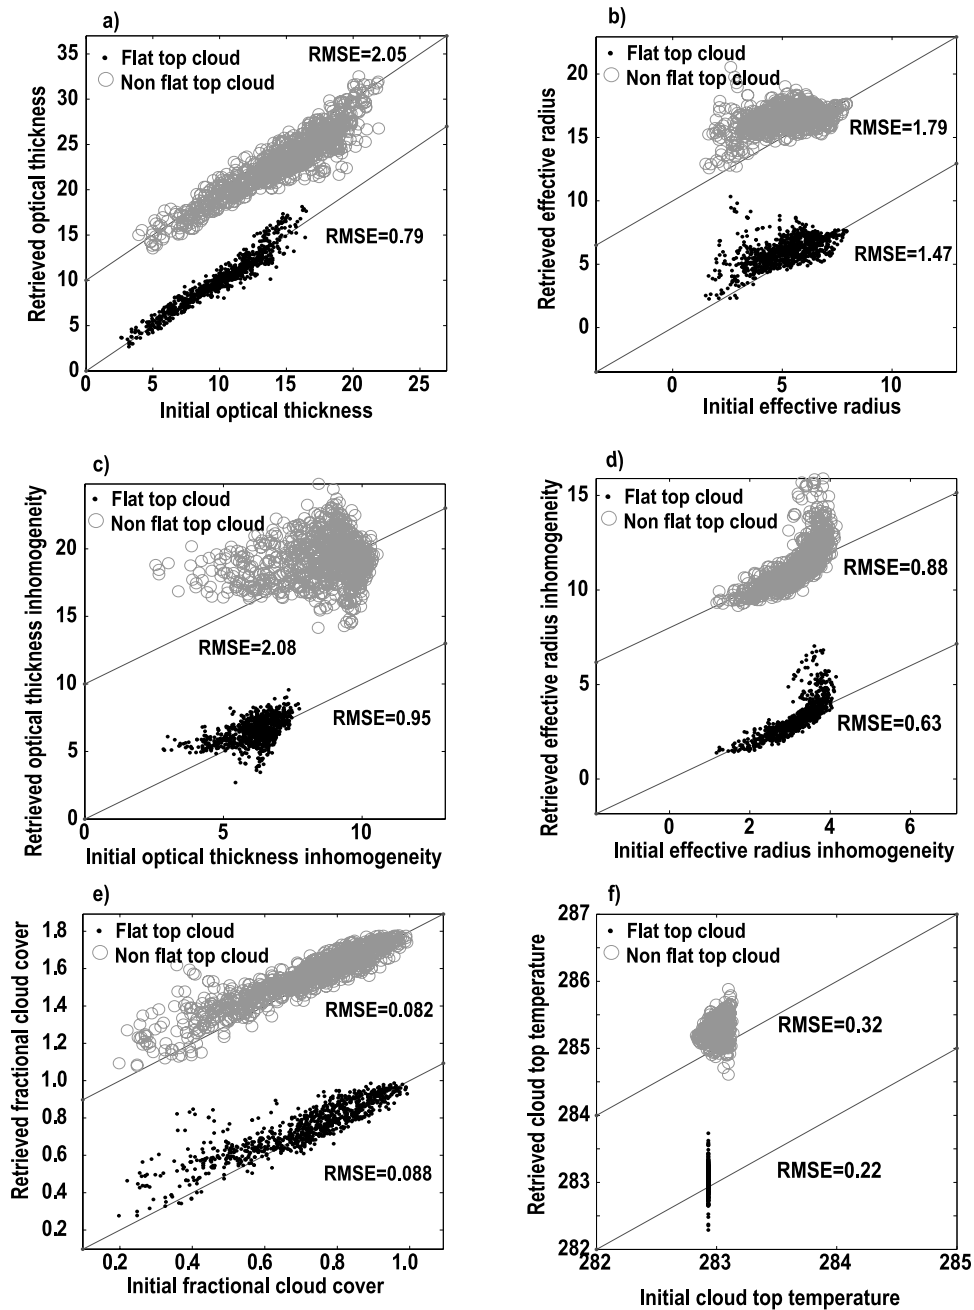 a)
Flat top cloud
Non flat top cloud
RMSE=2.05
RMSE=0.79
35
30
25
20
15
10
5
0
0 5 10 15 20 25
Retrieved optical thickness
Initial optical thickness
b)
Flat top cloud
Non flat top cloud
RMSE=1.79
RMSE=1.47
20
15
10
5
0
0 5 10
Retrieved effective radius
Initial effective radius
c)
Flat top cloud
Non flat top cloud
RMSE=2.08
RMSE=0.95
20
15
10
5
0
0 5 10
Retrieved optical thickness inhomogeneity
Initial optical thickness inhomogeneity
d)
Flat top cloud
Non flat top cloud
RMSE=0.88
RMSE=0.63
15
10
5
0
0 2 4 6
Retrieved effective radius inhomogeneity
Initial effective radius inhomogeneity
e)
Flat top cloud
Non flat top cloud
RMSE=0.082
RMSE=0.088
1.8
1.6
1.4
1.2
1.0
0.8
0.6
0.4
0.2
0.2 0.4 0.6 0.8 1.0
Retrieved fractional cloud cover
Initial fractional cloud cover
f)
Flat top cloud
Non flat top cloud
RMSE=0.32
RMSE=0.22
287
286
285
284
283
282
282 283 284 285
Retrieved cloud top temperature
Initial cloud top temperature